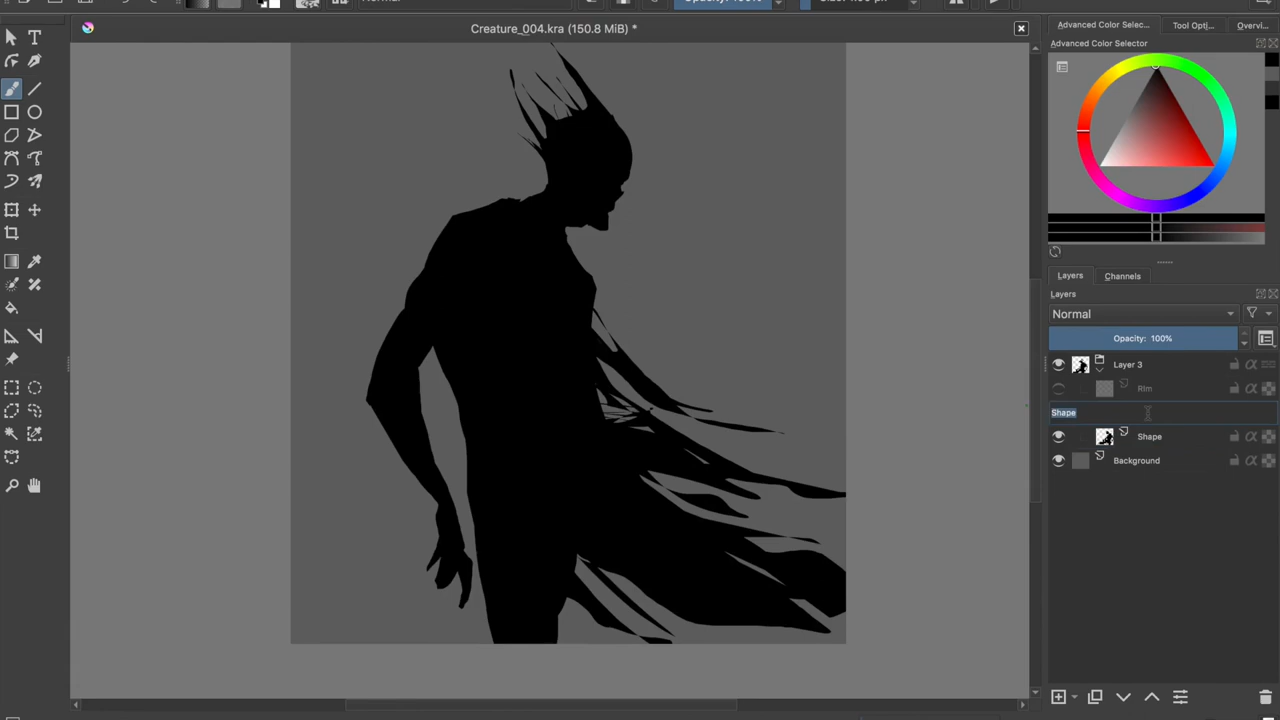 Creature_004.kra (150.8 MiB) *
Advanced Color Selec...
Tool Opti...
Overvi...
Advanced Color Selector
Layers
Channels
Layers
Normal
Opacity: 100%
Layer 3
Rim
Shape
Shape
Background